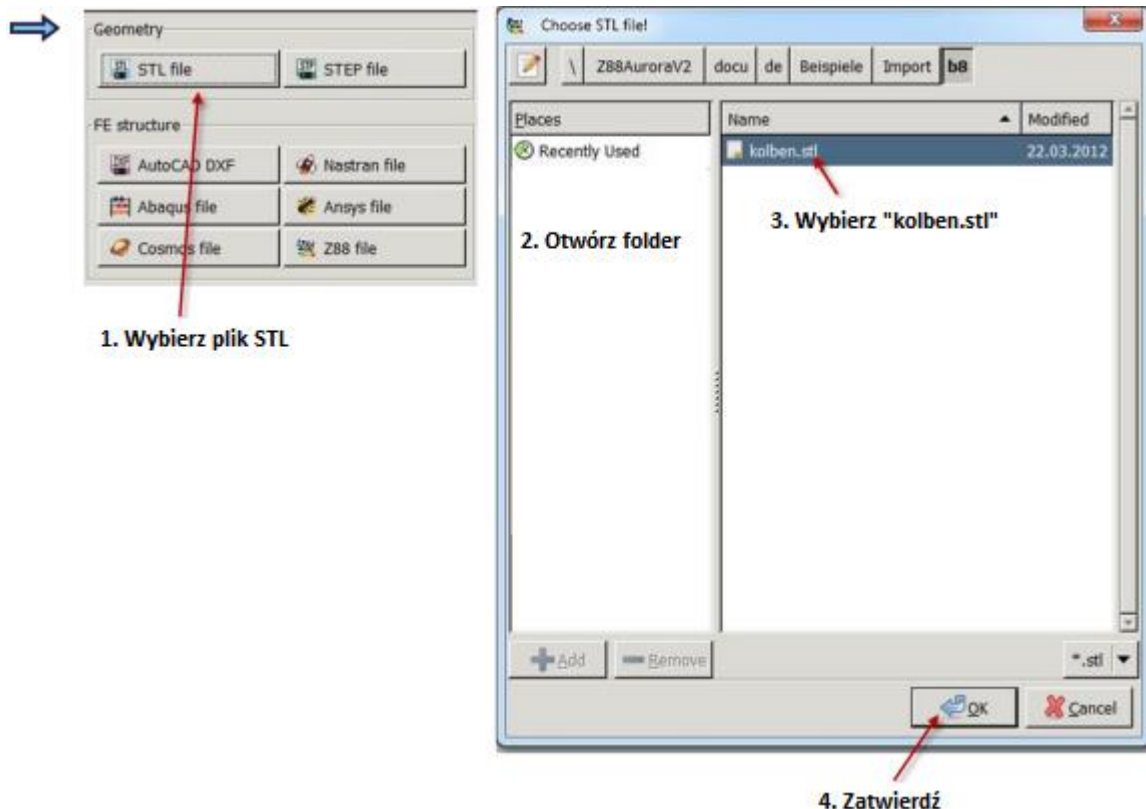 Geometry
STL file
STEP file
FE structure
AutoCAD DXF
Nastran file
Abaqus file
Ansys file
Cosmos file
Z88 file
1. Wybierz plik STL
Choose STL file!
\ Z88AuroraV2 docu de Beispiele Import b8
Places
Name
Modified
Recently Used
kolben.stl
22.03.2012
2. Otwórz folder
3. Wybierz "kolben.stl"
Add
Remove
*.stl
OK
Cancel
4. Zatwierdź